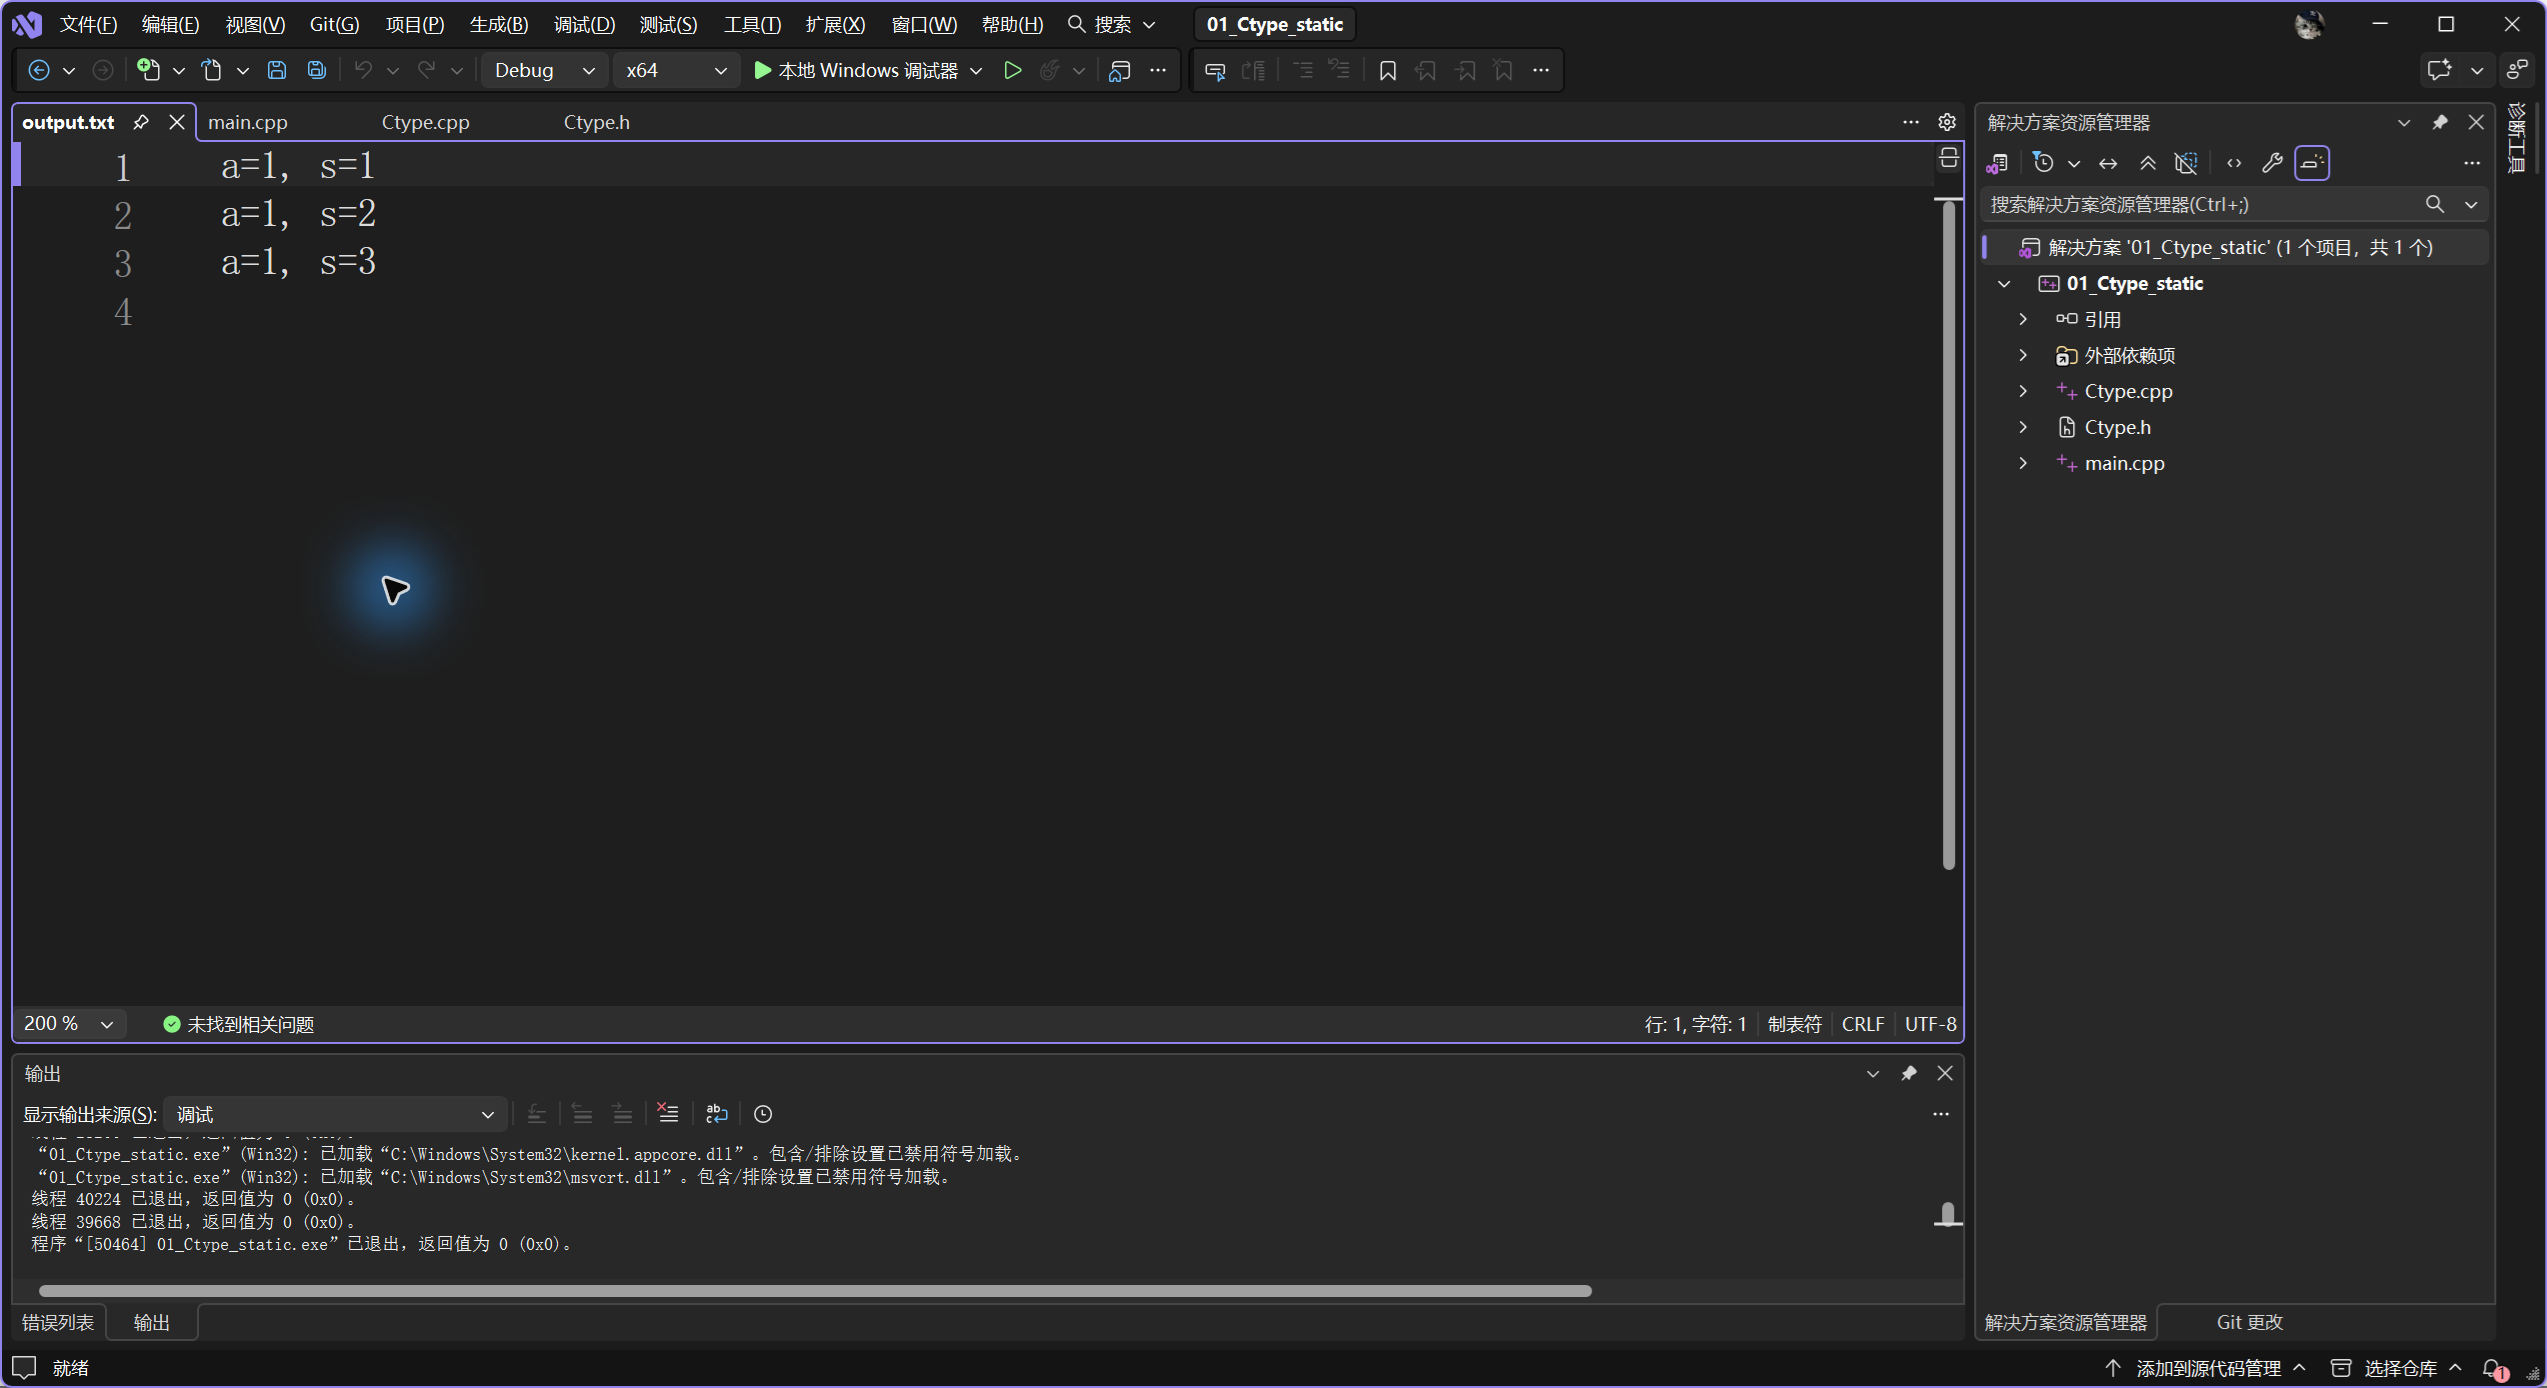 文件(F) 编辑(E) 视图(V) Git(G) 项目(P) 生成(B) 调试(D) 测试(S) 工具(T) 扩展(X) 窗口(W) 帮助(H) 搜索 01_Ctype_static
Debug x64 本地 Windows 调试器
output.txt main.cpp Ctype.cpp Ctype.h
1 a=1, s=1
2 a=1, s=2
3 a=1, s=3
4
200 % 未找到相关问题 行: 1, 字符: 1 制表符 CRLF UTF-8
输出
显示输出来源(S): 调试
“01_Ctype_static.exe”(Win32): 已加载“C:\Windows\System32\kernel.appcore.dll”。包含/排除设置已禁用符号加载。
“01_Ctype_static.exe”(Win32): 已加载“C:\Windows\System32\msvcrt.dll”。包含/排除设置已禁用符号加载。
线程 40224 已退出，返回值为 0 (0x0)。
线程 39668 已退出，返回值为 0 (0x0)。
程序“[50464] 01_Ctype_static.exe”已退出，返回值为 0 (0x0)。
错误列表 输出
解决方案资源管理器
搜索解决方案资源管理器(Ctrl+;)
解决方案 '01_Ctype_static' (1 个项目，共 1 个)
01_Ctype_static
引用
外部依赖项
Ctype.cpp
Ctype.h
main.cpp
解决方案资源管理器 Git 更改
诊断工具
就绪 添加到源代码管理 选择仓库 1